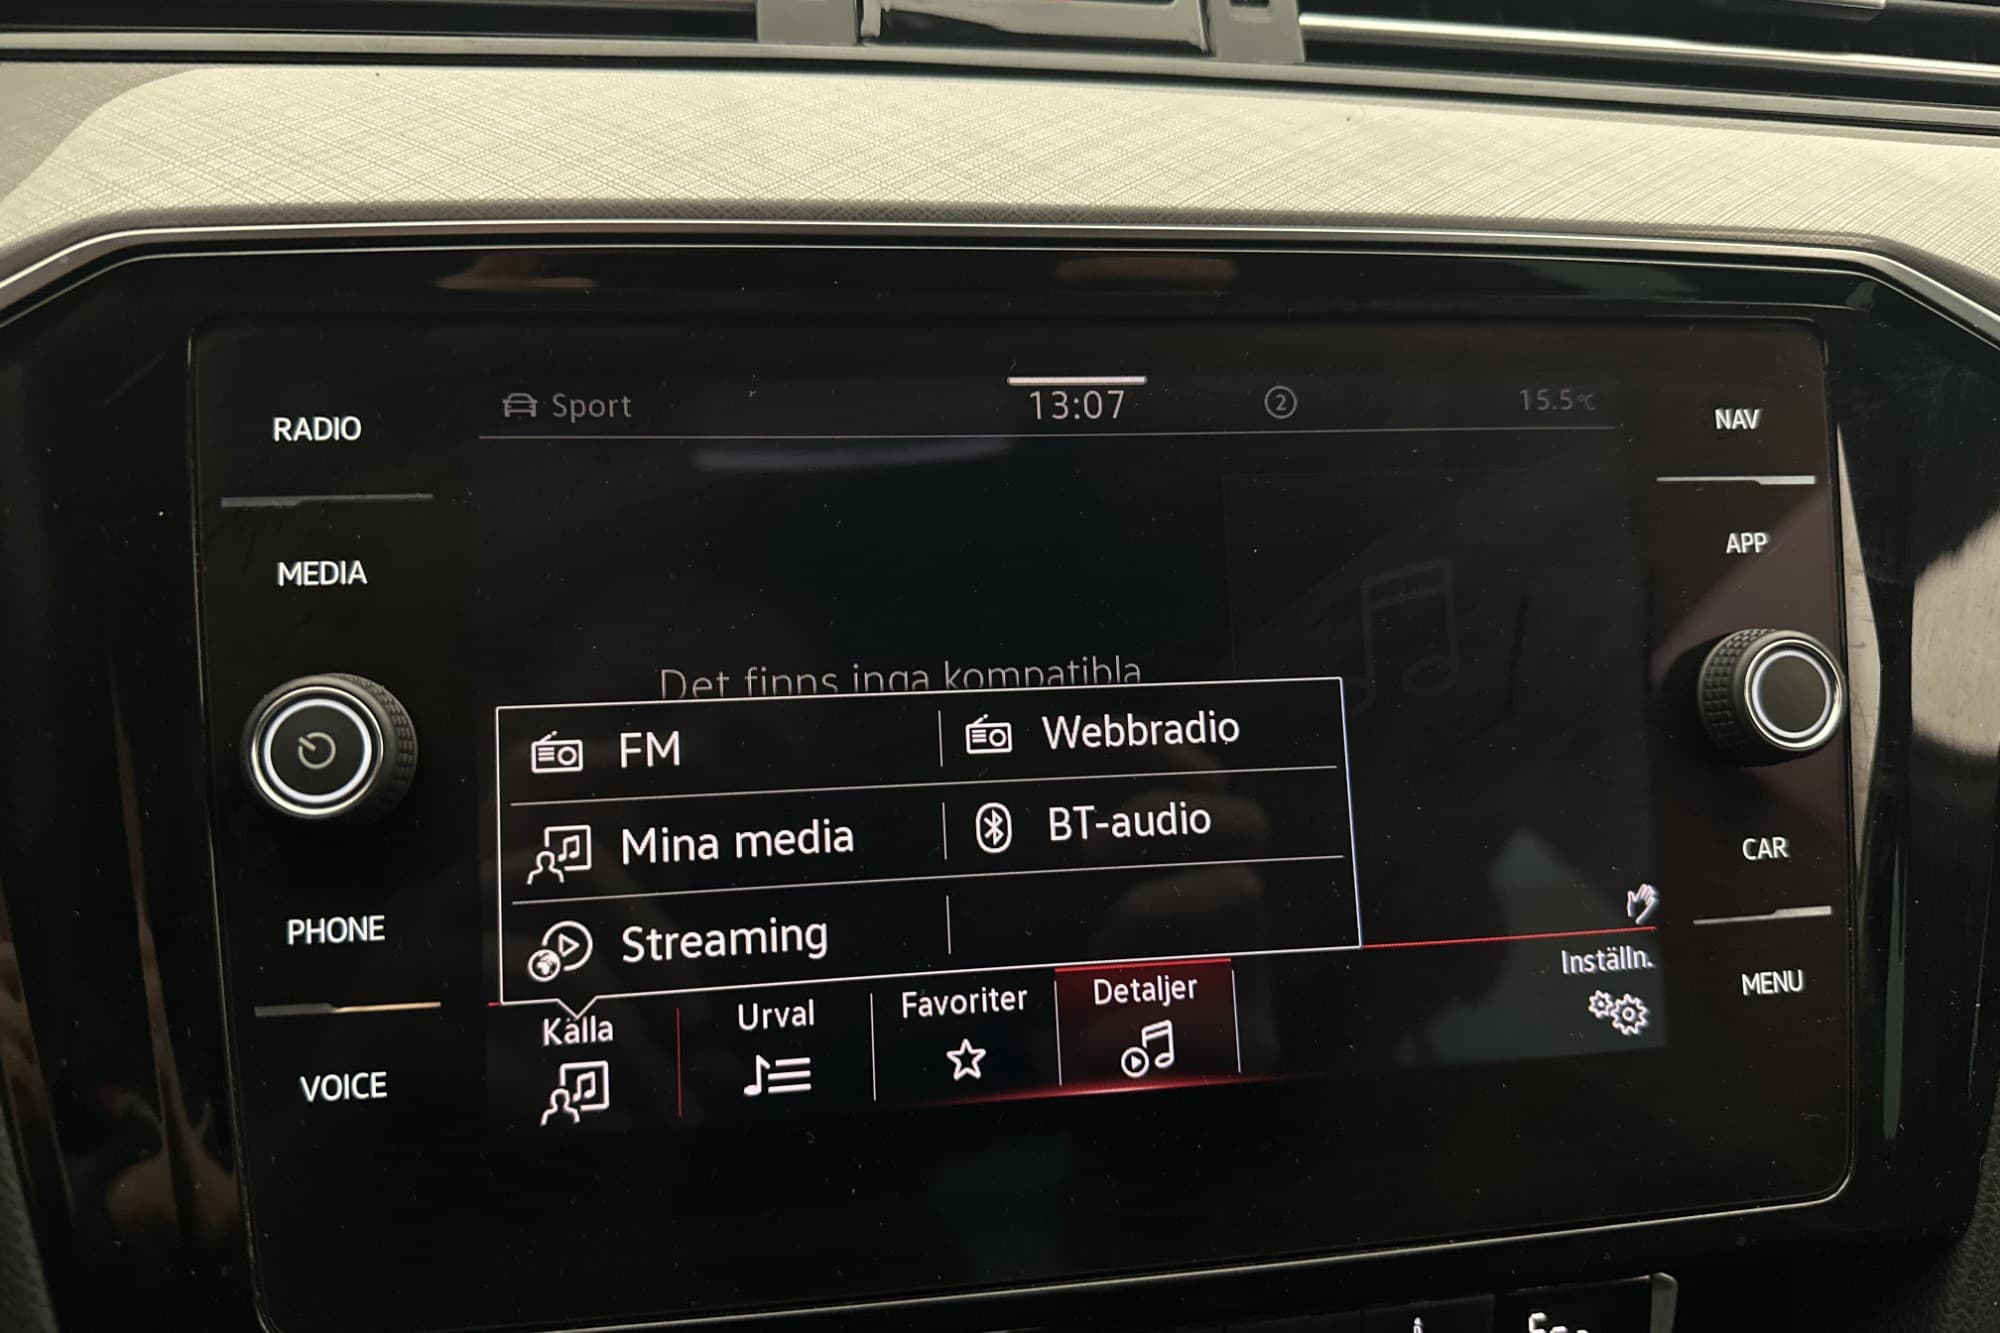 RADIO
MEDIA
PHONE
VOICE
Sport
13:07
2
15.5°C
Det finns inga kompatibla
FM
Webbradio
Mina media
BT-audio
Streaming
Källa
Urval
Favoriter
Detaljer
Inställn.
NAV
APP
CAR
MENU